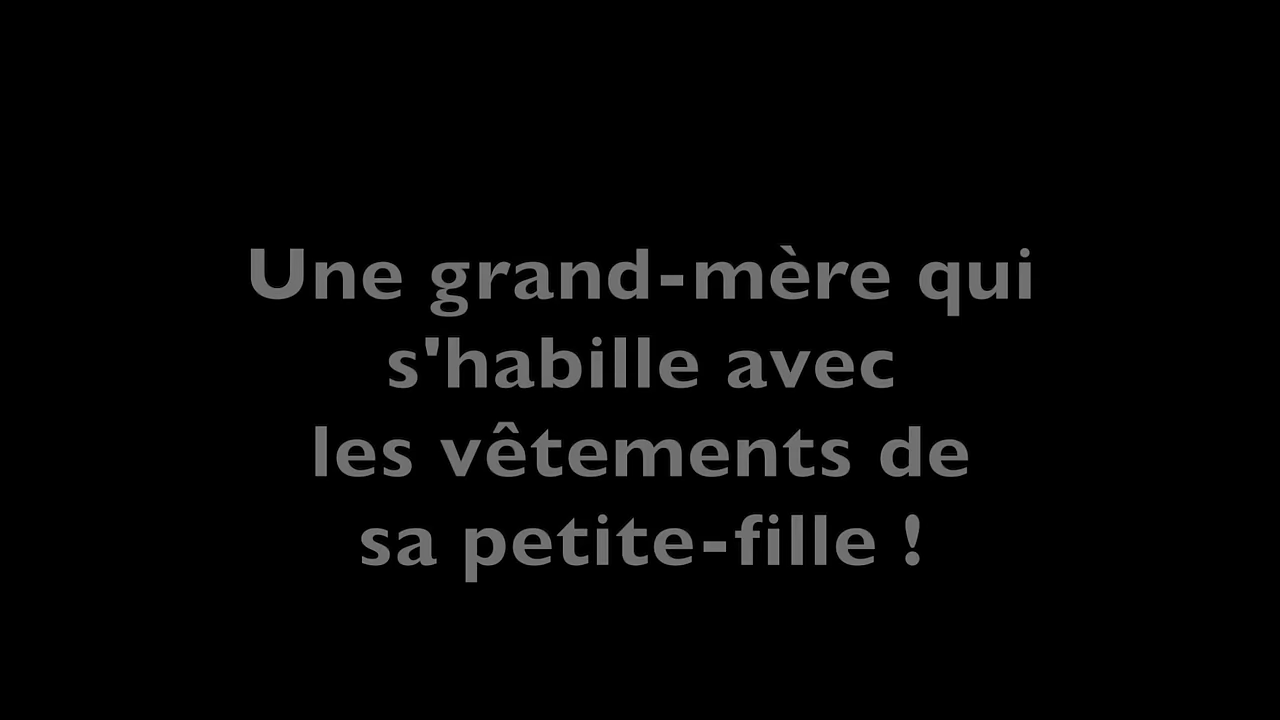 Une grand-mère qui
s'habille avec
les vêtements de
sa petite-fille !